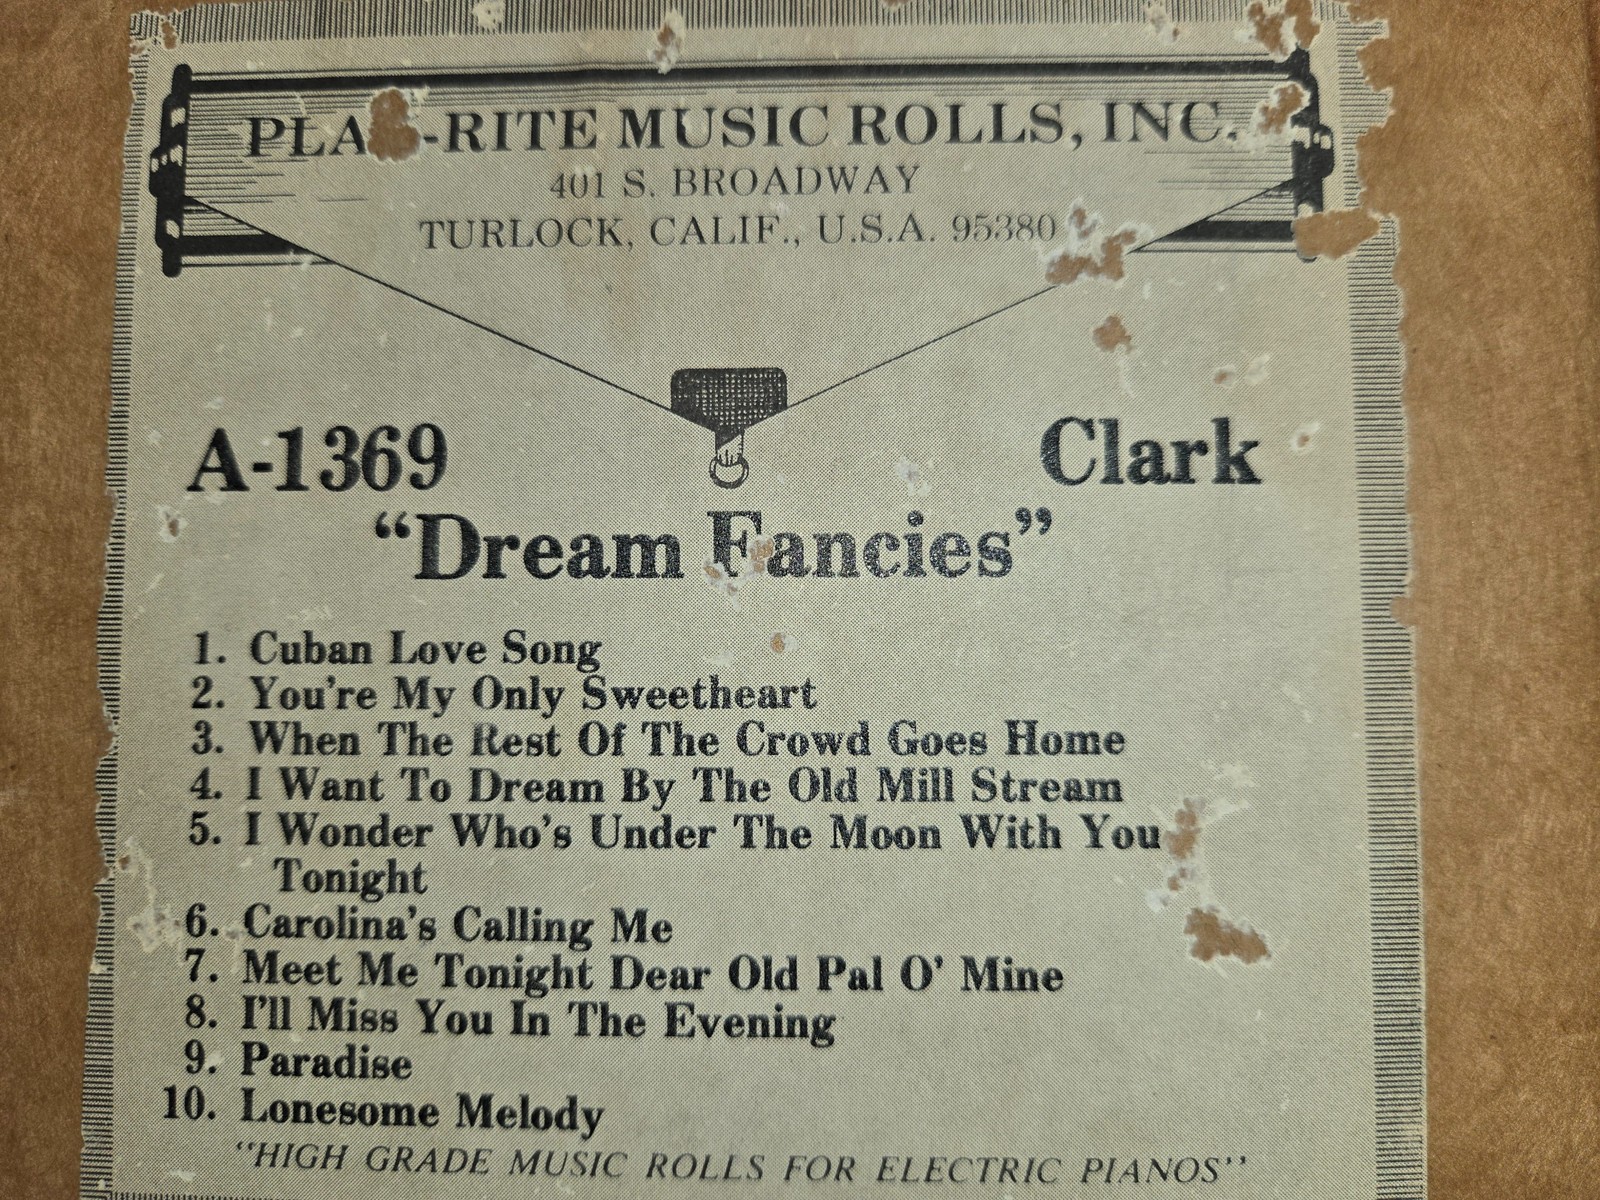 PLA -RITE MUSIC ROLLS, INC.
401 S. BROADWAY
TURLOCK, CALIF., U.S.A. 95380
A-1369 Clark
"Dream Fancies"
1. Cuban Love Song
2. You're My Only Sweetheart
3. When The Rest Of The Crowd Goes Home
4. I Want To Dream By The Old Mill Stream
5. I Wonder Who's Under The Moon With You
Tonight
6. Carolina's Calling Me
7. Meet Me Tonight Dear Old Pal O' Mine
8. I'll Miss You In The Evening
9. Paradise
10. Lonesome Melody
"HIGH GRADE MUSIC ROLLS FOR ELECTRIC PIANOS"